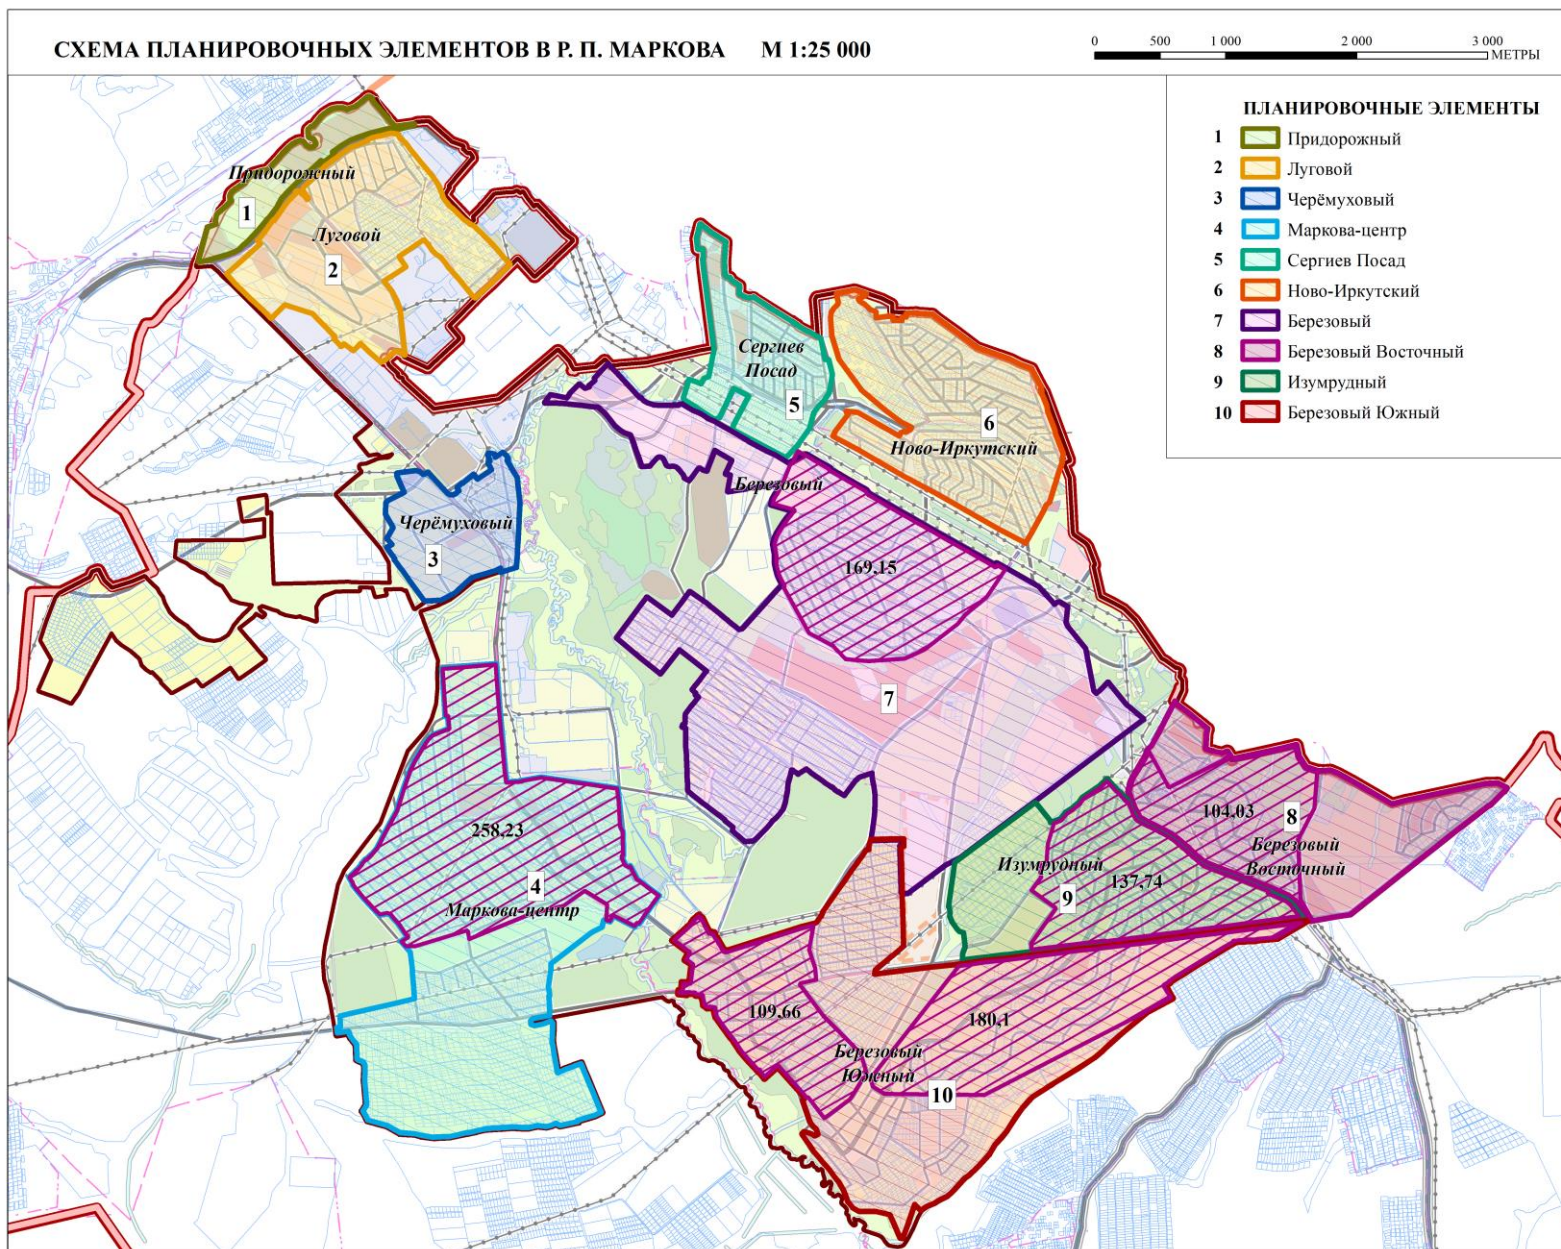 СХЕМА ПЛАНИРОВОЧНЫХ ЭЛЕМЕНТОВ В Р. П. МАРКОВА М 1:25 000
0 500 1 000 2 000 3 000
МЕТРЫ
ПЛАНИРОВОЧНЫЕ ЭЛЕМЕНТЫ
1 Придорожный
2 Луговой
3 Черёмуховый
4 Маркова-центр
5 Сергиев Посад
6 Ново-Иркутский
7 Березовый
8 Березовый Восточный
9 Изумрудный
10 Березовый Южный
Придорожный
1
Луговой
2
Сергиев
Посад
5
6
Ново-Иркутский
Березовый
Черёмуховый
3
169,15
7
258,23
4
Маркова-центр
104,03
8
Березовый
Восточный
Изумрудный
137,74
9
109,66
180,1
Березовый
Южный
10